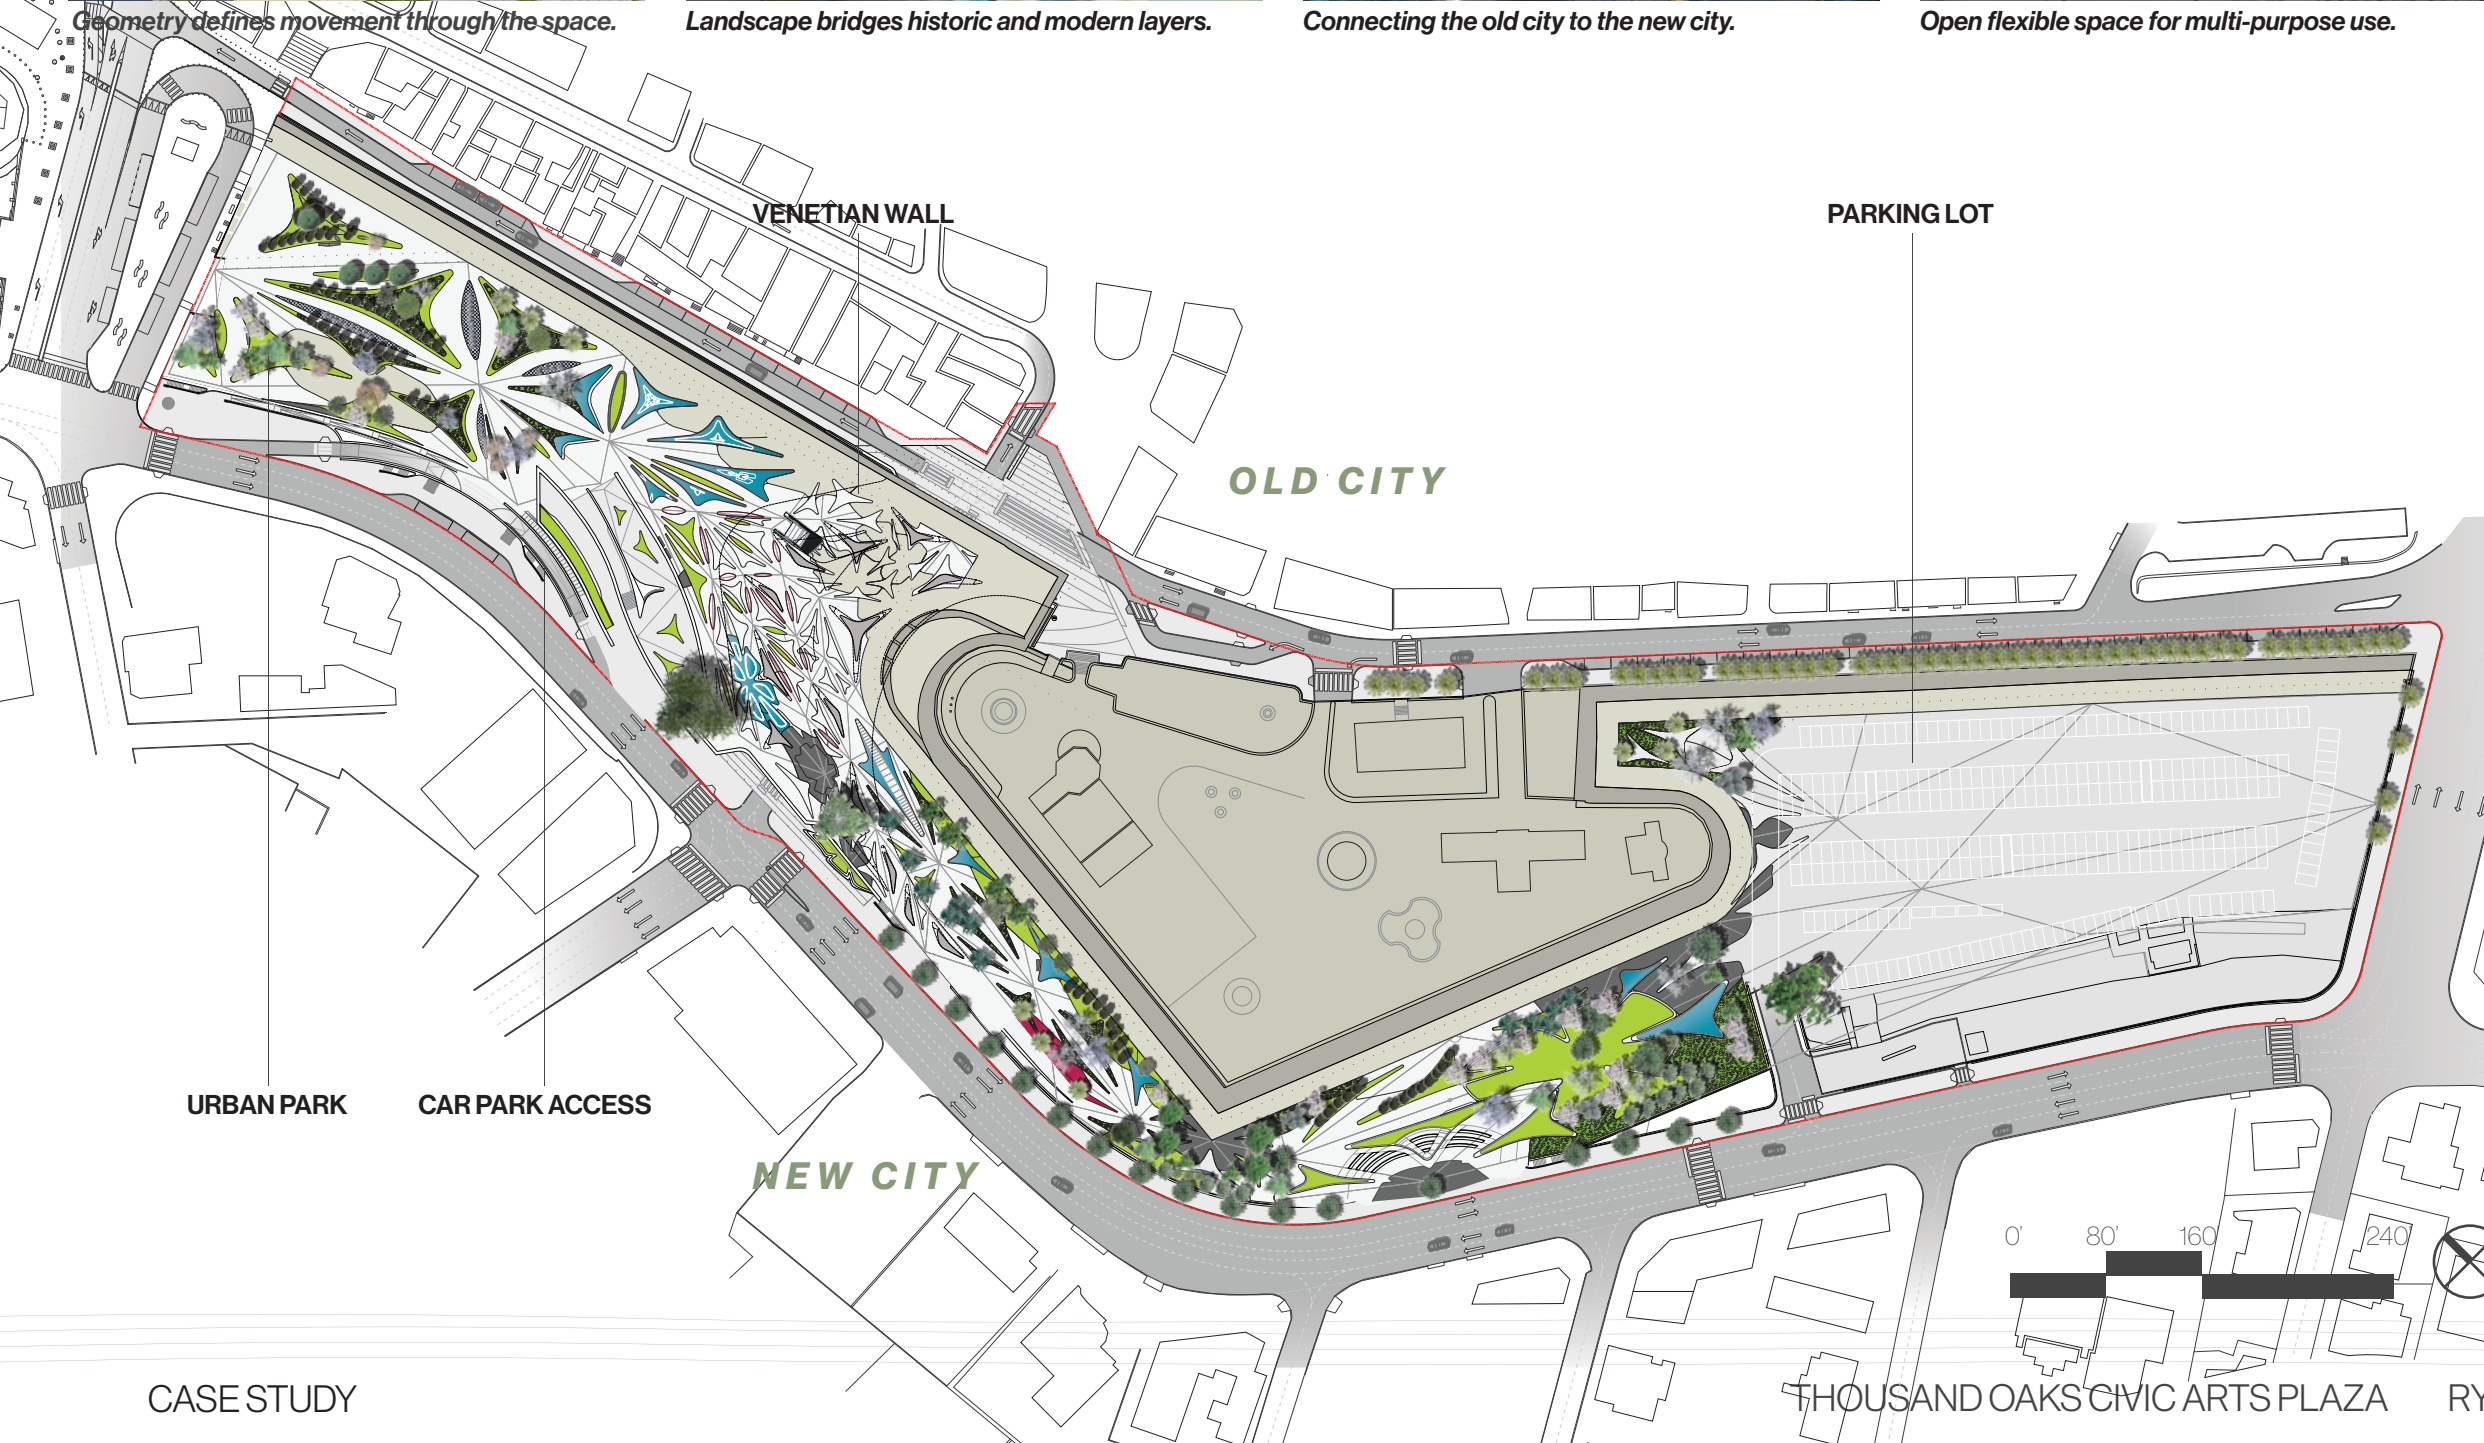 Geometry defines movement through the space.
Landscape bridges historic and modern layers.
Connecting the old city to the new city.
Open flexible space for multi-purpose use.
VENETIAN WALL
PARKING LOT
OLD CITY
URBAN PARK
CAR PARK ACCESS
NEW CITY
0' 80' 160' 240'
CASE STUDY
THOUSAND OAKS CIVIC ARTS PLAZA
RY